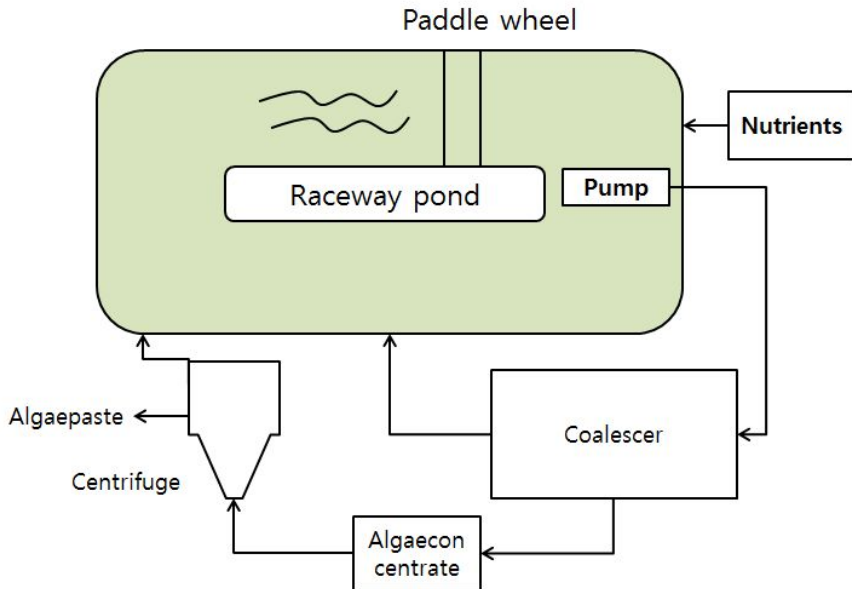 Paddle wheel
Nutrients
Raceway pond
Pump
Algaepaste
Coalescer
Centrifuge
Algaecon
centrate